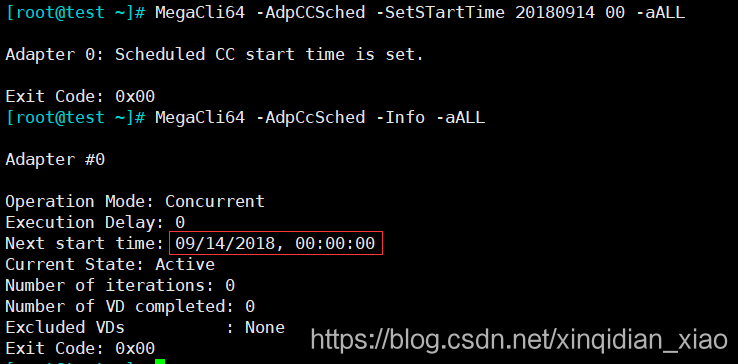 [root@test ~]# MegaCli64 -AdpCCSched -SetSTartTime 20180914 00 -aALL
Adapter 0: Scheduled CC start time is set.
Exit Code: 0x00
[root@test ~]# MegaCli64 -AdpCcSched -Info -aALL
Adapter #0
Operation Mode: Concurrent
Execution Delay: 0
Next start time: 09/14/2018, 00:00:00
Current State: Active
Number of iterations: 0
Number of VD completed: 0
Excluded VDs          : None
Exit Code: 0x00
https://blog.csdn.net/xinqidian_xiao